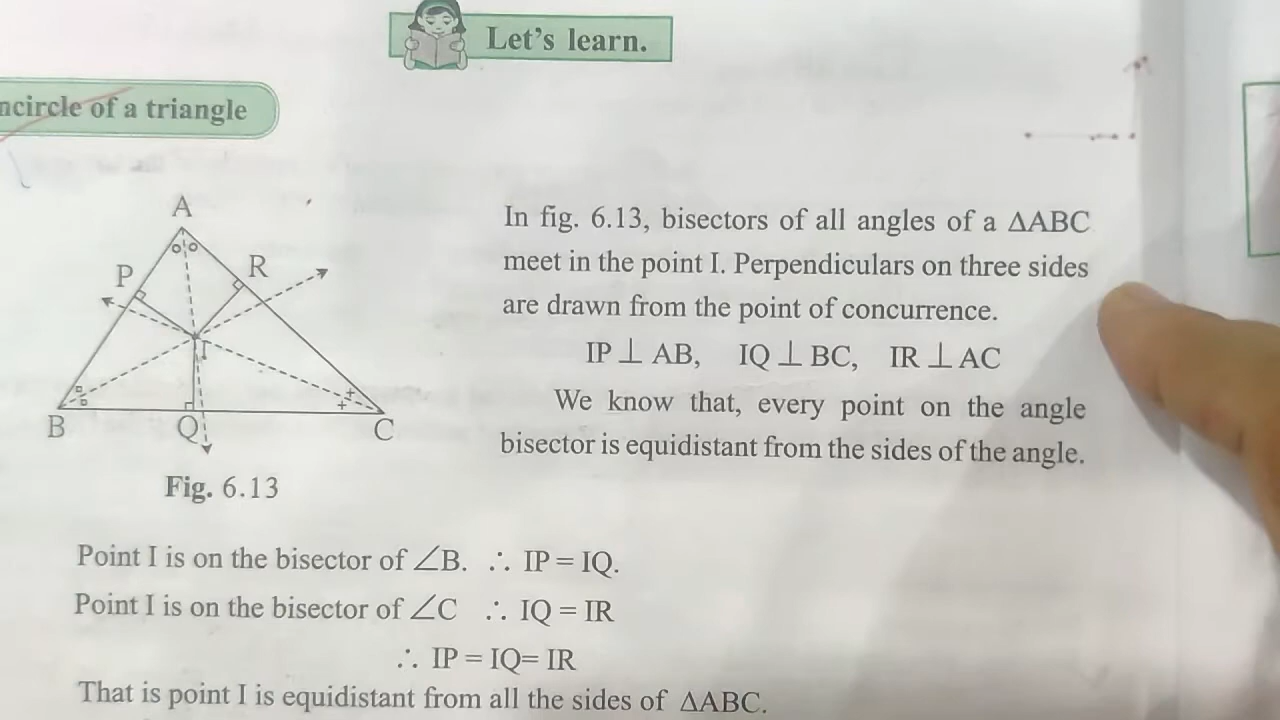 Let's learn.
ncircle of a triangle
A
P
R
I
B
Q
C
Fig. 6.13
In fig. 6.13, bisectors of all angles of a ΔABC
meet in the point I. Perpendiculars on three sides
are drawn from the point of concurrence.
IP ⊥ AB, IQ ⊥ BC, IR ⊥ AC
We know that, every point on the angle
bisector is equidistant from the sides of the angle.
Point I is on the bisector of ∠B. ∴ IP = IQ.
Point I is on the bisector of ∠C ∴ IQ = IR
∴ IP = IQ= IR
That is point I is equidistant from all the sides of ΔABC.